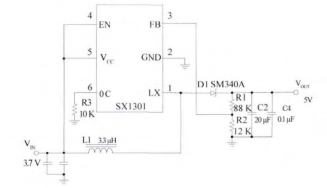 4
EN
FB
3
5
VCC
GND
2
6
0C
LX
1
SX1301
R3
10 K
D1 SM340A
VOUT
5V
R1
88 K
C2
20 μF
C4
0.1 μF
R2
12 K
L1 3.3 μH
VIN
3.7 V